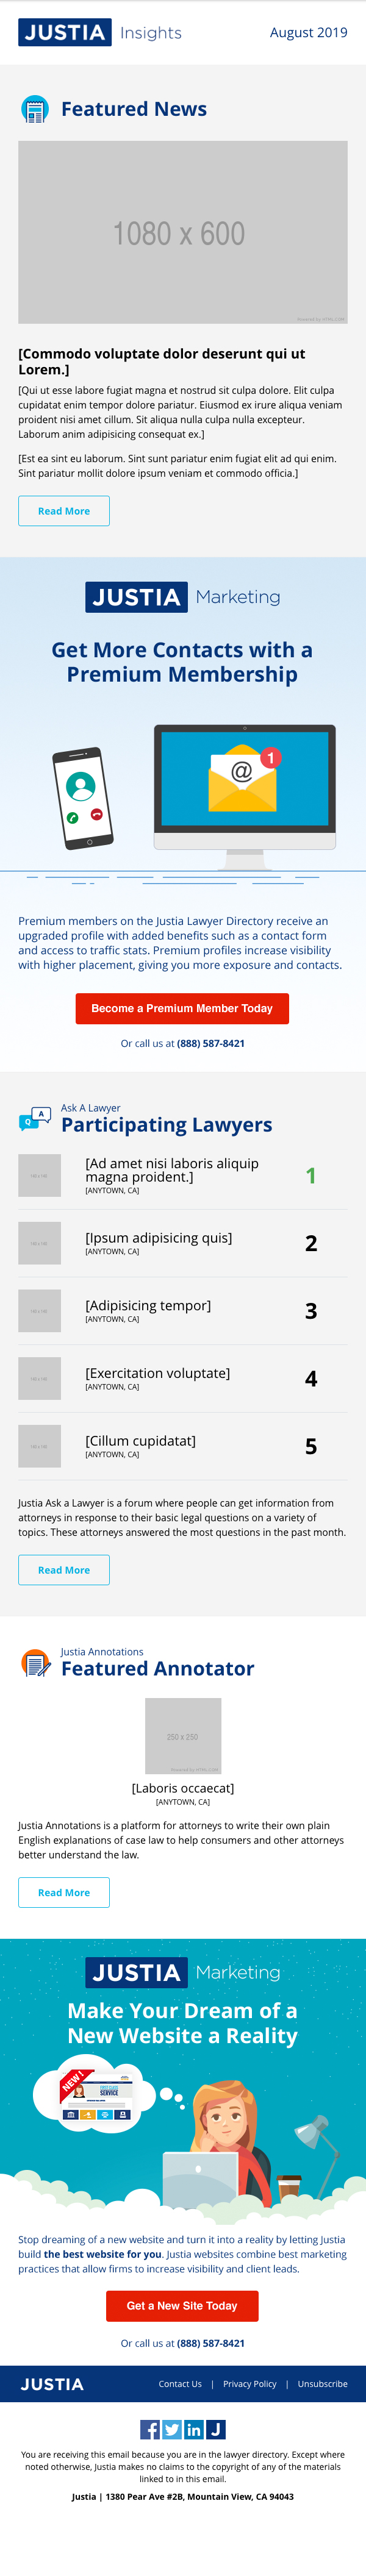 JUSTIA Insights
August 2019
Featured News
1080 x 600
Powered by HTML.COM
[Commodo voluptate dolor deserunt qui ut
Lorem.]
[Qui ut esse labore fugiat magna et nostrud sit culpa dolore. Elit culpa
cupidatat enim tempor dolore pariatur. Eiusmod ex irure aliqua veniam
proident nisi amet cillum. Sit aliqua nulla culpa nulla excepteur.
Laborum anim adipisicing consequat ex.]
[Est ea sint eu laborum. Sint sunt pariatur enim fugiat elit ad qui enim.
Sint pariatur mollit dolore ipsum veniam et commodo officia.]
Read More
JUSTIA Marketing
Get More Contacts with a
Premium Membership
@
1
Premium members on the Justia Lawyer Directory receive an
upgraded profile with added benefits such as a contact form
and access to traffic stats. Premium profiles increase visibility
with higher placement, giving you more exposure and contacts.
Become a Premium Member Today
Or call us at (888) 587-8421
Q
A
Ask A Lawyer
Participating Lawyers
[Ad amet nisi laboris aliquip
magna proident.]
[ANYTOWN, CA]
1
[Ipsum adipisicing quis]
[ANYTOWN, CA]
2
[Adipisicing tempor]
[ANYTOWN, CA]
3
[Exercitation voluptate]
[ANYTOWN, CA]
4
[Cillum cupidatat]
[ANYTOWN, CA]
5
Justia Ask a Lawyer is a forum where people can get information from
attorneys in response to their basic legal questions on a variety of
topics. These attorneys answered the most questions in the past month.
Read More
Justia Annotations
Featured Annotator
250 x 250
Powered by HTML.COM
[Laboris occaecat]
[ANYTOWN, CA]
Justia Annotations is a platform for attorneys to write their own plain
English explanations of case law to help consumers and other attorneys
better understand the law.
Read More
JUSTIA Marketing
Make Your Dream of a
New Website a Reality
NEW!
FIRST CLASS
SERVICE
Stop dreaming of a new website and turn it into a reality by letting Justia
build the best website for you. Justia websites combine best marketing
practices that allow firms to increase visibility and client leads.
Get a New Site Today
Or call us at (888) 587-8421
JUSTIA
Contact Us | Privacy Policy | Unsubscribe
f in J
You are receiving this email because you are in the lawyer directory. Except where
noted otherwise, Justia makes no claims to the copyright of any of the materials
linked to in this email.
Justia | 1380 Pear Ave #2B, Mountain View, CA 94043